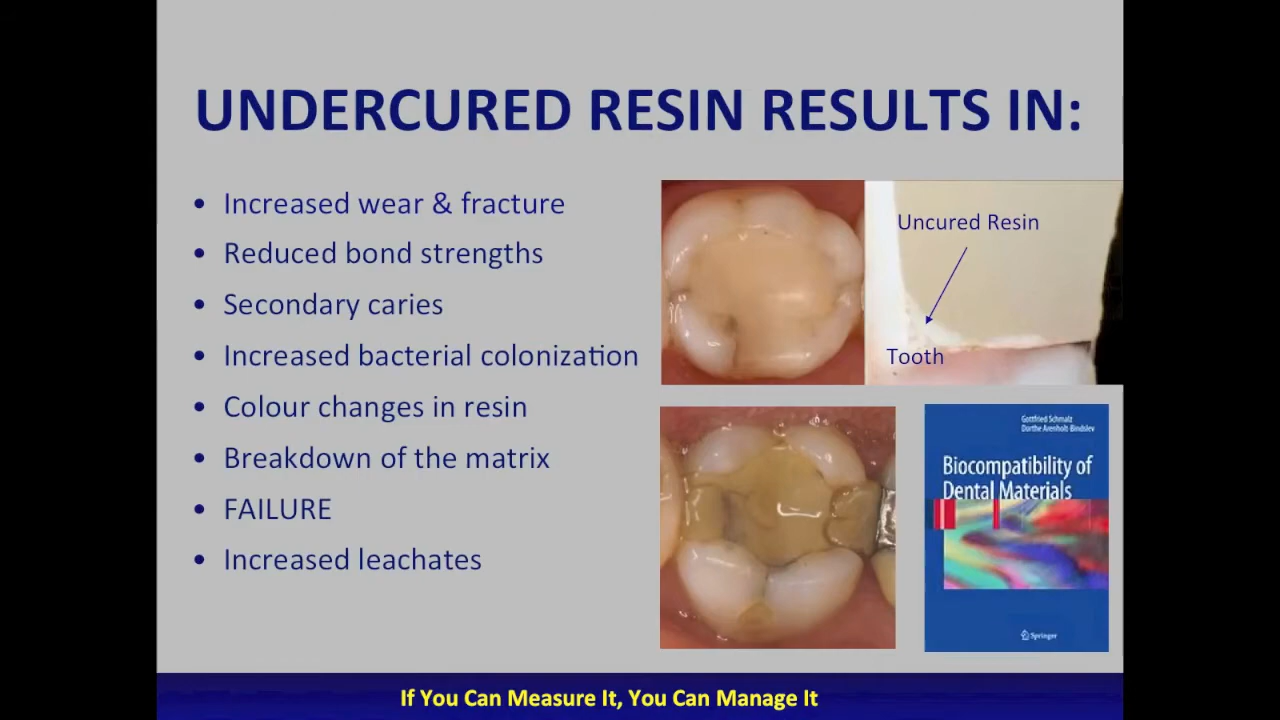 UNDERCURED RESIN RESULTS IN:
• Increased wear & fracture
• Reduced bond strengths
• Secondary caries
• Increased bacterial colonization
• Colour changes in resin
• Breakdown of the matrix
• FAILURE
• Increased leachates
Uncured Resin
Tooth
Gottfried Schmalz
Dorthe Arenholt-Bindslev
Biocompatibility of
Dental Materials
Springer
If You Can Measure It, You Can Manage It